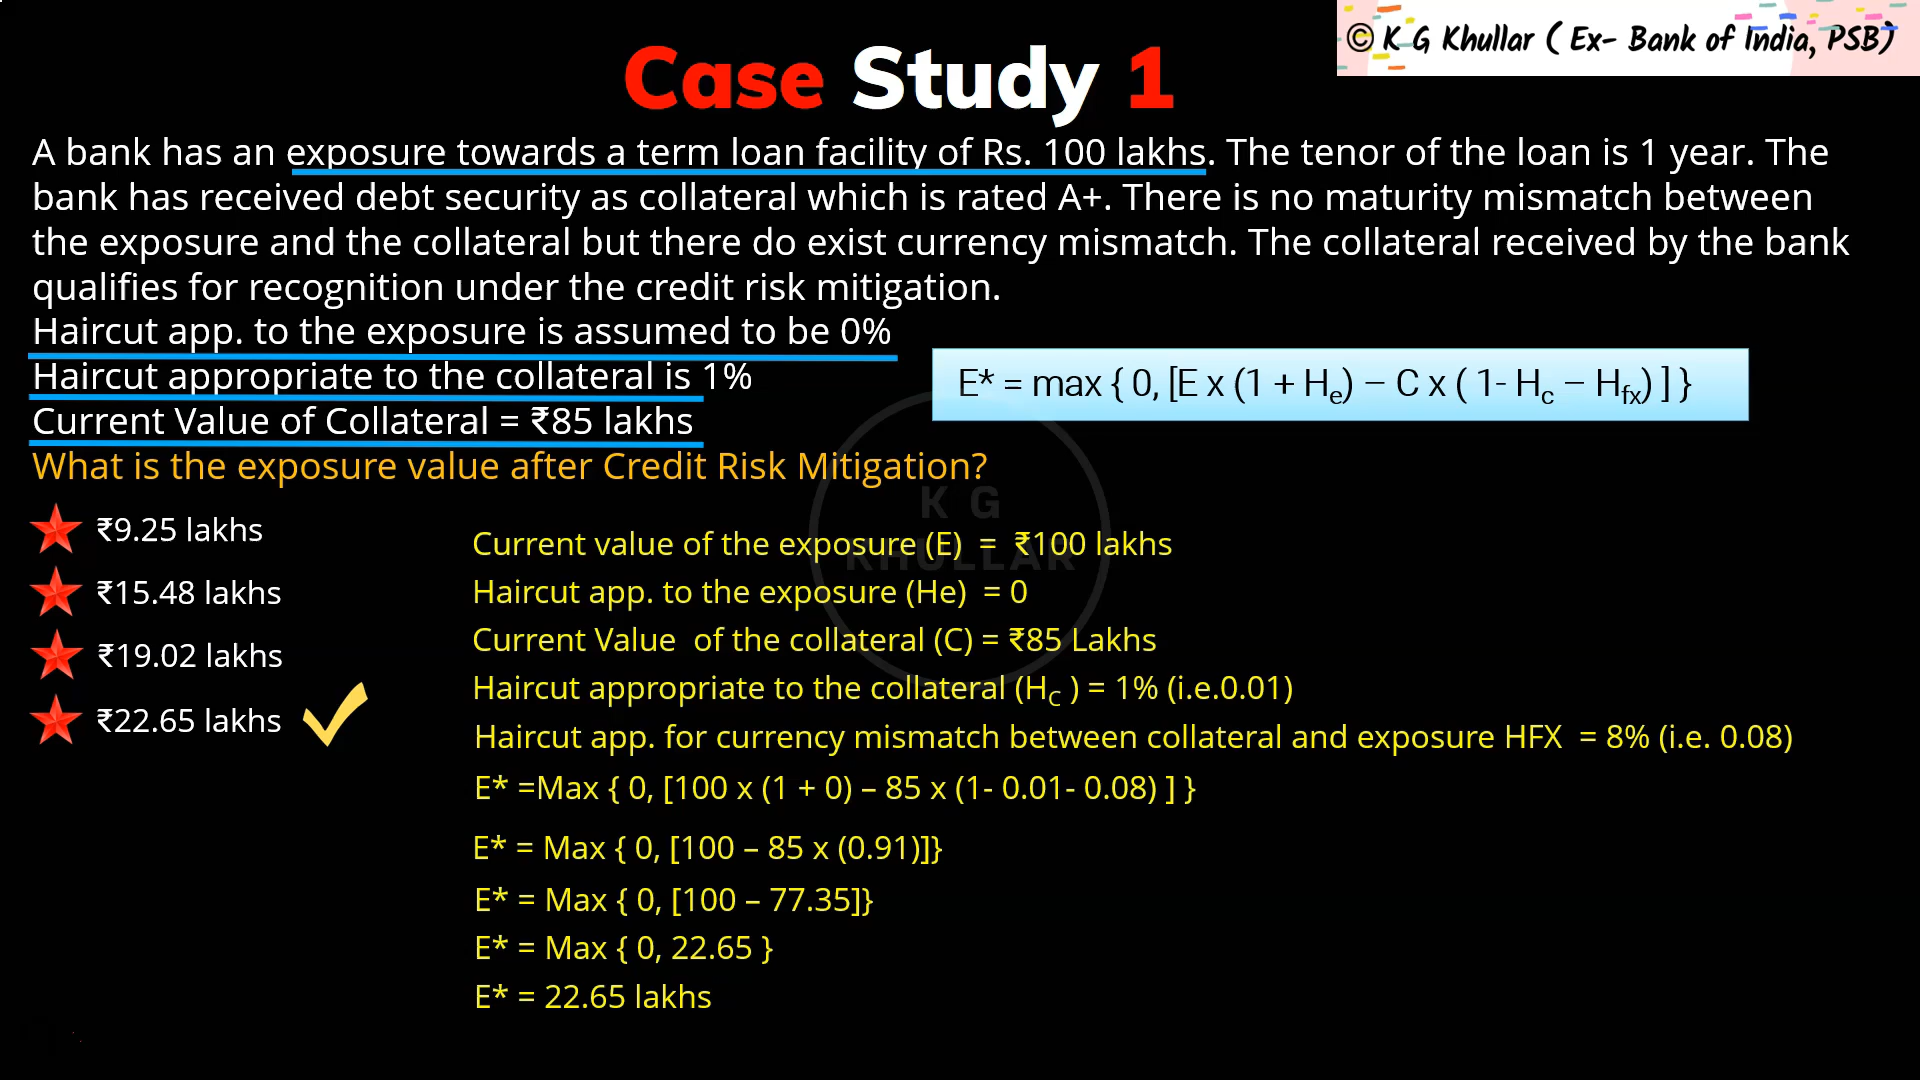 © K G Khullar ( Ex- Bank of India, PSB)
Case Study 1
A bank has an exposure towards a term loan facility of Rs. 100 lakhs. The tenor of the loan is 1 year. The
bank has received debt security as collateral which is rated A+. There is no maturity mismatch between
the exposure and the collateral but there do exist currency mismatch. The collateral received by the bank
qualifies for recognition under the credit risk mitigation.
Haircut app. to the exposure is assumed to be 0%
Haircut appropriate to the collateral is 1%
Current Value of Collateral = ₹85 lakhs
E* = max { 0, [E x (1 + He) – C x ( 1- Hc – Hfx) ] }
What is the exposure value after Credit Risk Mitigation?
₹9.25 lakhs
₹15.48 lakhs
₹19.02 lakhs
₹22.65 lakhs
K G
KHULLAR
Current value of the exposure (E) = ₹100 lakhs
Haircut app. to the exposure (He) = 0
Current Value of the collateral (C) = ₹85 Lakhs
Haircut appropriate to the collateral (HC ) = 1% (i.e.0.01)
Haircut app. for currency mismatch between collateral and exposure HFX = 8% (i.e. 0.08)
E* =Max { 0, [100 x (1 + 0) – 85 x (1- 0.01- 0.08) ] }
E* = Max { 0, [100 – 85 x (0.91)]}
E* = Max { 0, [100 – 77.35]}
E* = Max { 0, 22.65 }
E* = 22.65 lakhs